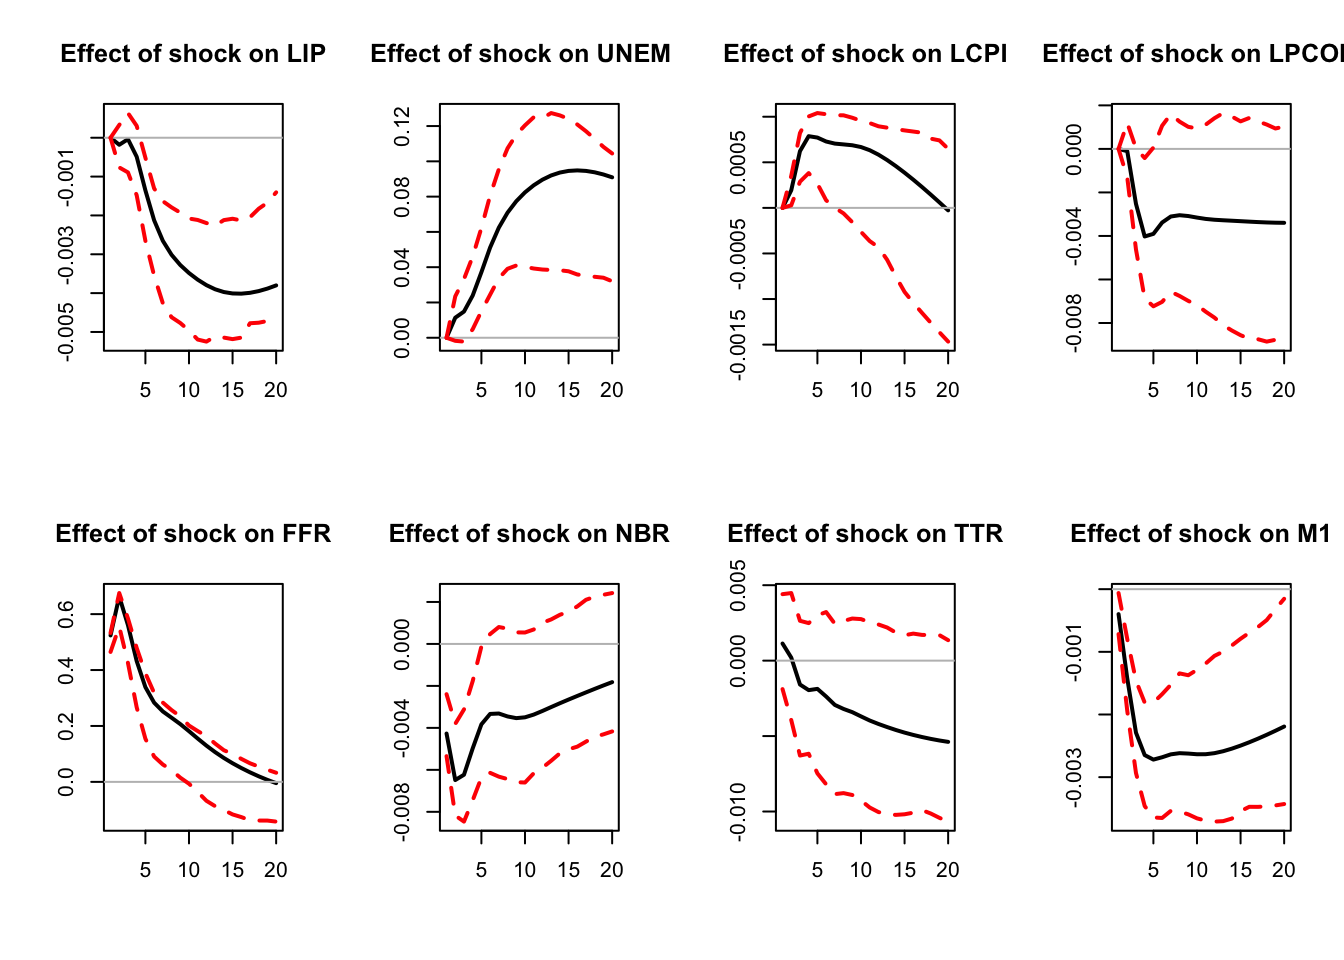 Effect of shock on LIP
Effect of shock on UNEM
Effect of shock on LCPI
Effect of shock on LPCOM
-0.001
-0.003
-0.005
5 10 15 20
0.12
0.08
0.04
0.00
5 10 15 20
0.0005
-0.0005
-0.0015
5 10 15 20
0.000
-0.004
-0.008
5 10 15 20
Effect of shock on FFR
Effect of shock on NBR
Effect of shock on TTR
Effect of shock on M1
0.6
0.4
0.2
0.0
5 10 15 20
0.000
-0.004
-0.008
5 10 15 20
0.005
0.000
-0.010
5 10 15 20
-0.001
-0.003
5 10 15 20